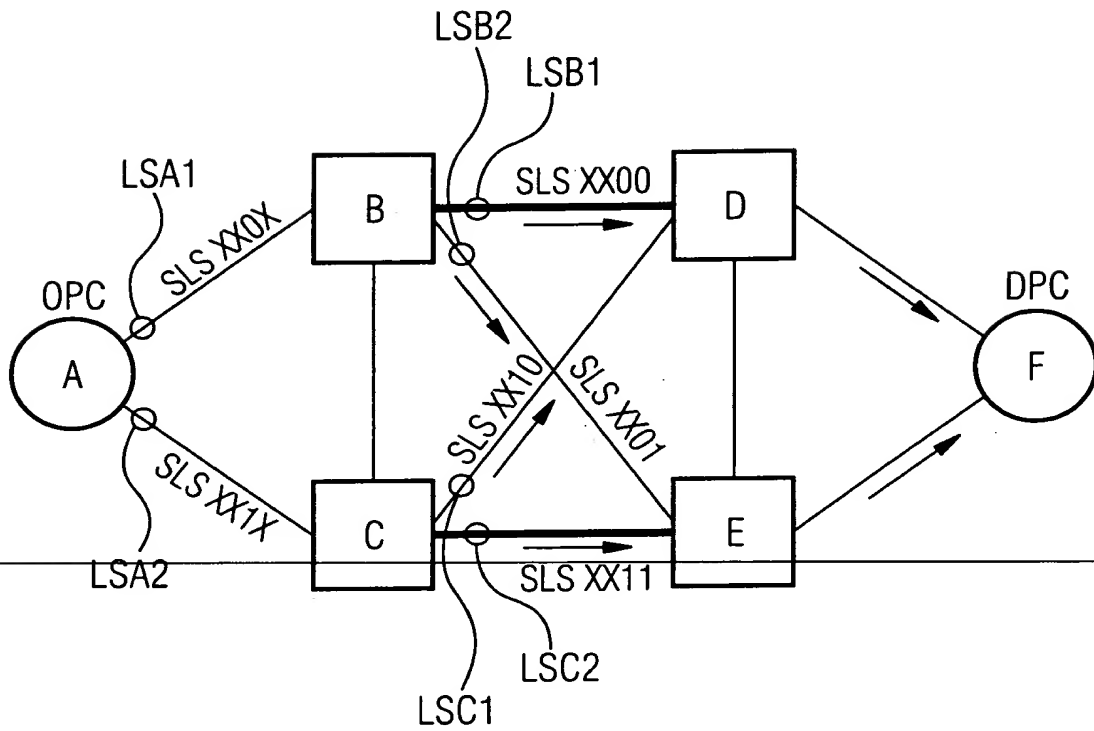 LSB2
LSB1
LSA1
SLS XX00
B
D
SLS XX0X
OPC
DPC
A
F
SLS XX10
SLS XX01
SLS XX1X
C
E
LSA2
SLS XX11
LSC2
LSC1